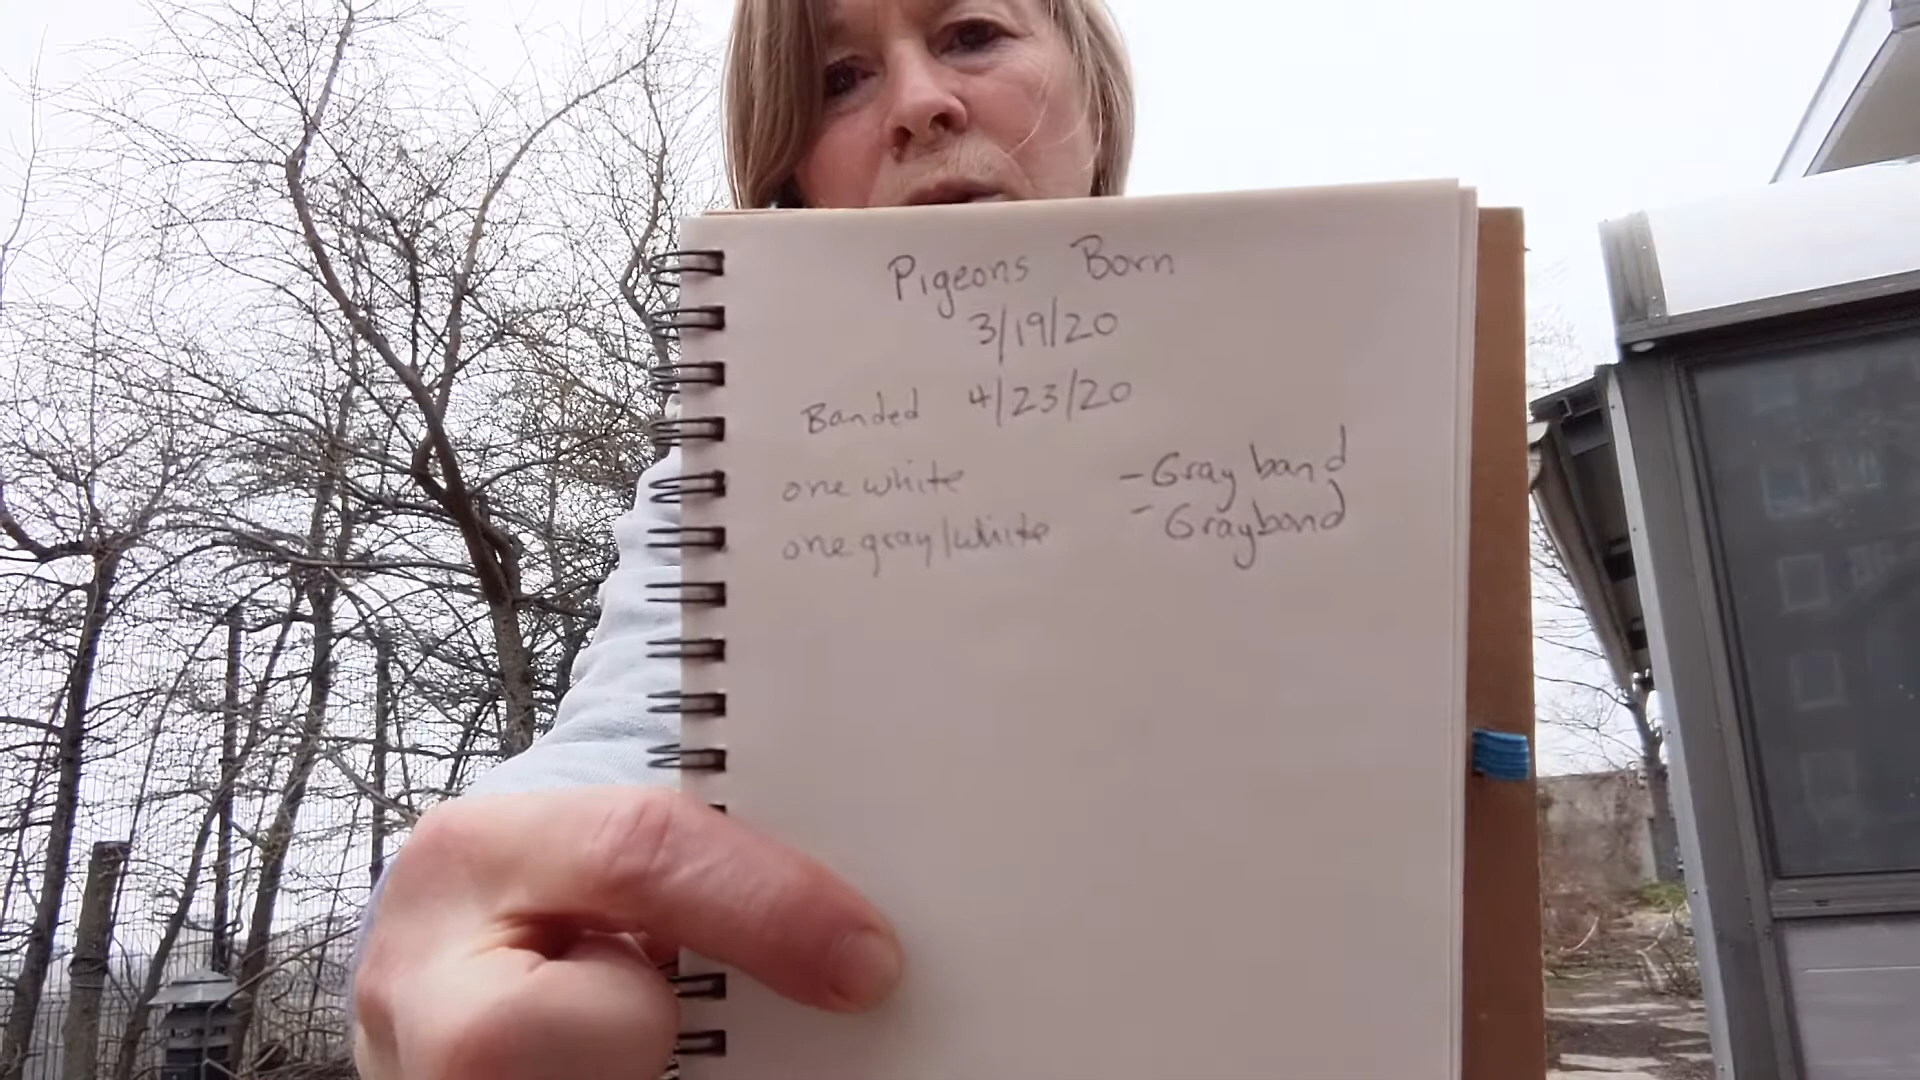 Pigeons Born
3/19/20
Banded 4/23/20
one white - Gray band
one gray/white - Grayband